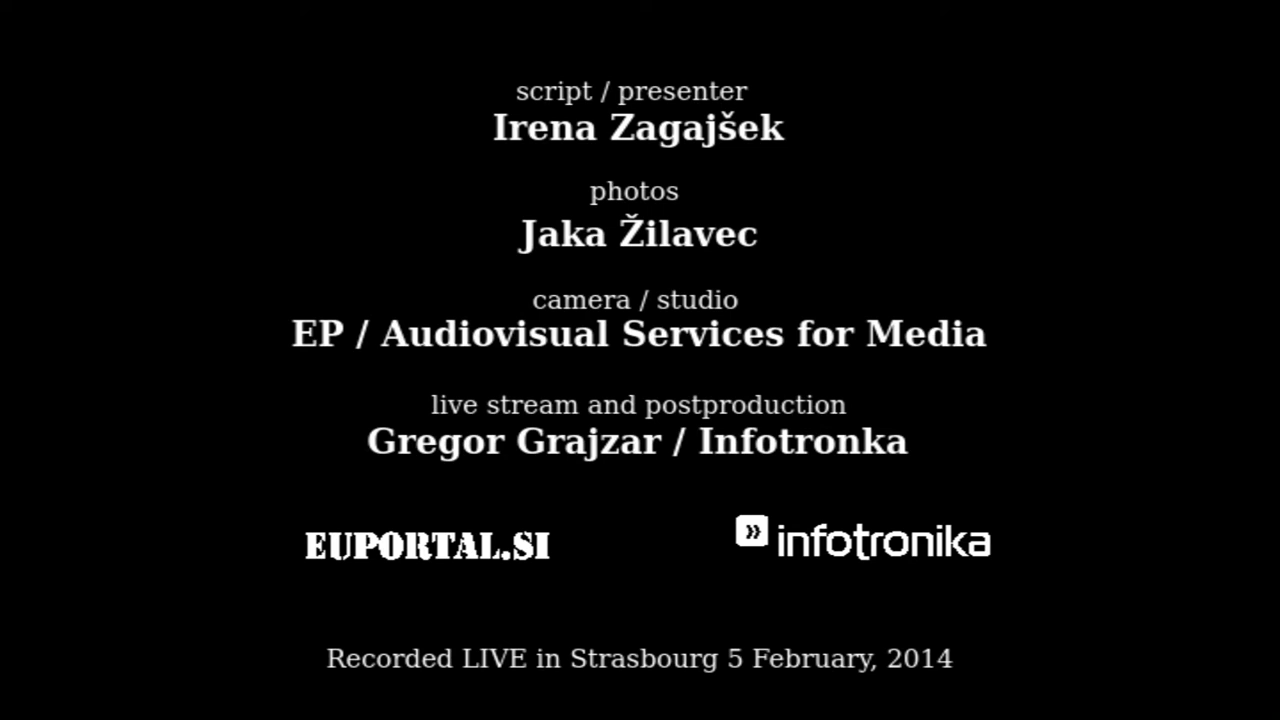 script / presenter
Irena Zagajšek
photos
Jaka Žilavec
camera / studio
EP / Audiovisual Services for Media
live stream and postproduction
Gregor Grajzar / Infotronka
EUPORTAL.SI
» infotronika
Recorded LIVE in Strasbourg 5 February, 2014